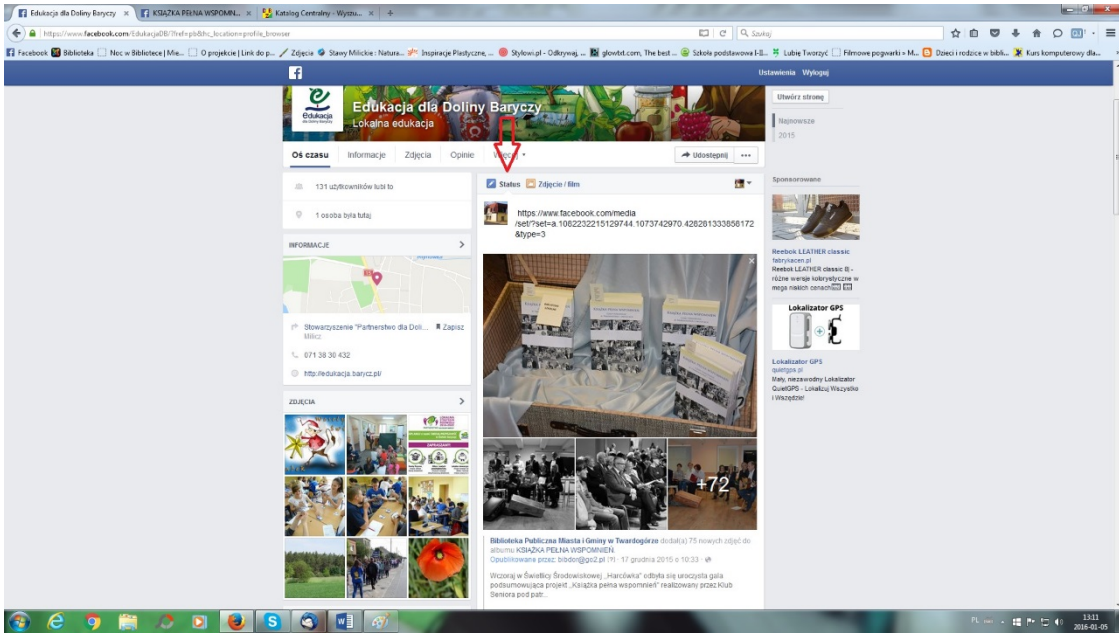 Edukacja dla Doliny Baryczy
KSIĄŻKA PEŁNA WSPOMN...
Katalog Centralny - Wyszu...
https://www.facebook.com/EdukacjaDB/?fref=pb&hc_location=profile_browser
Szukaj
Facebook
Biblioteka
Noc w Bibliotece | Mie...
O projekcie | Link do p...
Zdjęcia
Stawy Milickie : Natura...
Inspiracje Plastyczne, ...
Stylowi.pl - Odkrywaj, ...
glowtxt.com, The best ...
Szkoła podstawowa I-II...
Lubię Tworzyć
Filmowe pogwarki » M...
Dzieci i rodzice w bibli...
Kurs komputerowy dla...
Ustawienia Wyloguj
Utwórz stronę
Edukacja
Edukacja dla Doliny Baryczy
Lokalna edukacja
Najnowsze
2015
Oś czasu
Informacje
Zdjęcia
Opinie
Więcej
Udostępnij
131 użytkowników lubi to
1 osoba była tutaj
INFORMACJE
Stowarzyszenie "Partnerstwo dla Doli...
Zapisz
Milicz
071 38 30 432
http://edukacja.barycz.pl/
ZDJĘCIA
Status
Zdjęcie / film
https://www.facebook.com/media
/set/?set=a.1082232215129744.1073742970.428281333856172
&type=3
+72
Biblioteka Publiczna Miasta i Gminy w Twardogórze dodał(a) 75 nowych zdjęć do
albumu KSIĄŻKA PEŁNA WSPOMNIEŃ.
Opublikowane przez: bibdor@go2.pl [?] · 17 grudnia 2015 o 10:33 ·
Wczoraj w Świetlicy Środowiskowej „Harcówka” odbyła się uroczysta gala
podsumowująca projekt „Książka pełna wspomnień” realizowany przez Klub
Seniora pod patr...
Sponsorowane
Reebok LEATHER classic
fabrykacen.pl
Reebok LEATHER classic 8| -
różne wersje kolorystyczne w
mega niskich cenach
Lokalizator GPS
Lokalizator GPS
quietgps.pl
Mały, niezawodny Lokalizator
QuietGPS - Lokalizuj Wszystko
i Wszędzie!
PL
13:11
2016-01-05